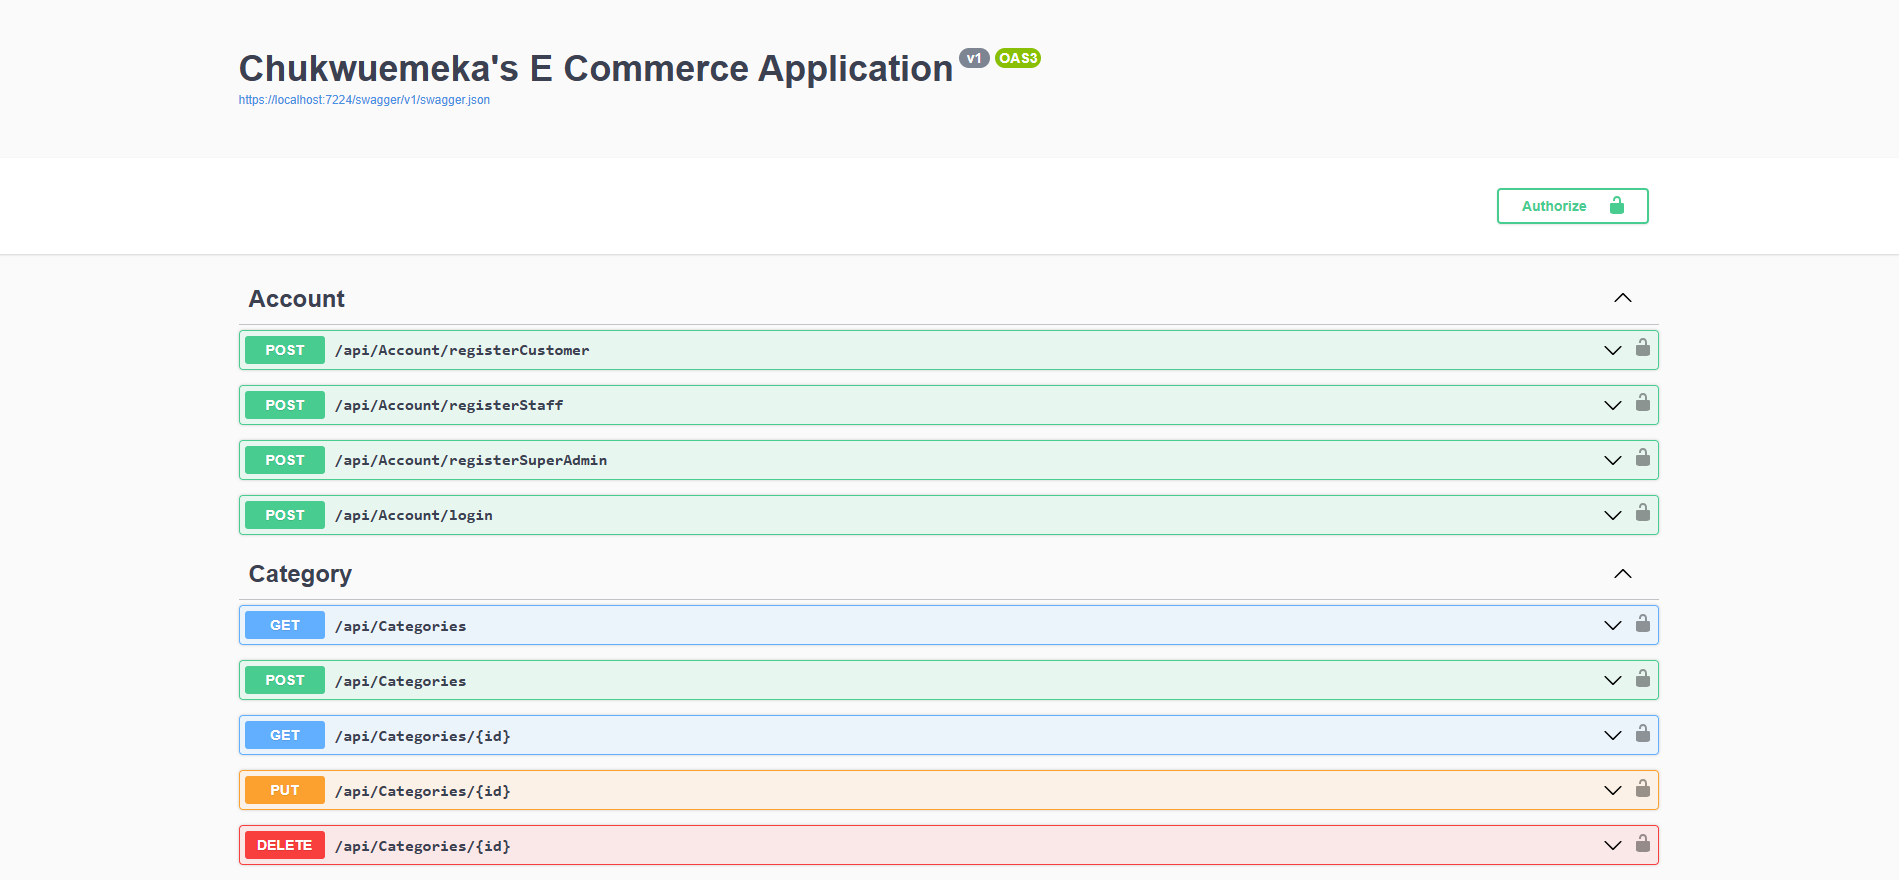 Chukwuemeka's E Commerce Application v1 OAS3
https://localhost:7224/swagger/v1/swagger.json
Authorize
Account
POST /api/Account/registerCustomer
POST /api/Account/registerStaff
POST /api/Account/registerSuperAdmin
POST /api/Account/login
Category
GET /api/Categories
POST /api/Categories
GET /api/Categories/{id}
PUT /api/Categories/{id}
DELETE /api/Categories/{id}